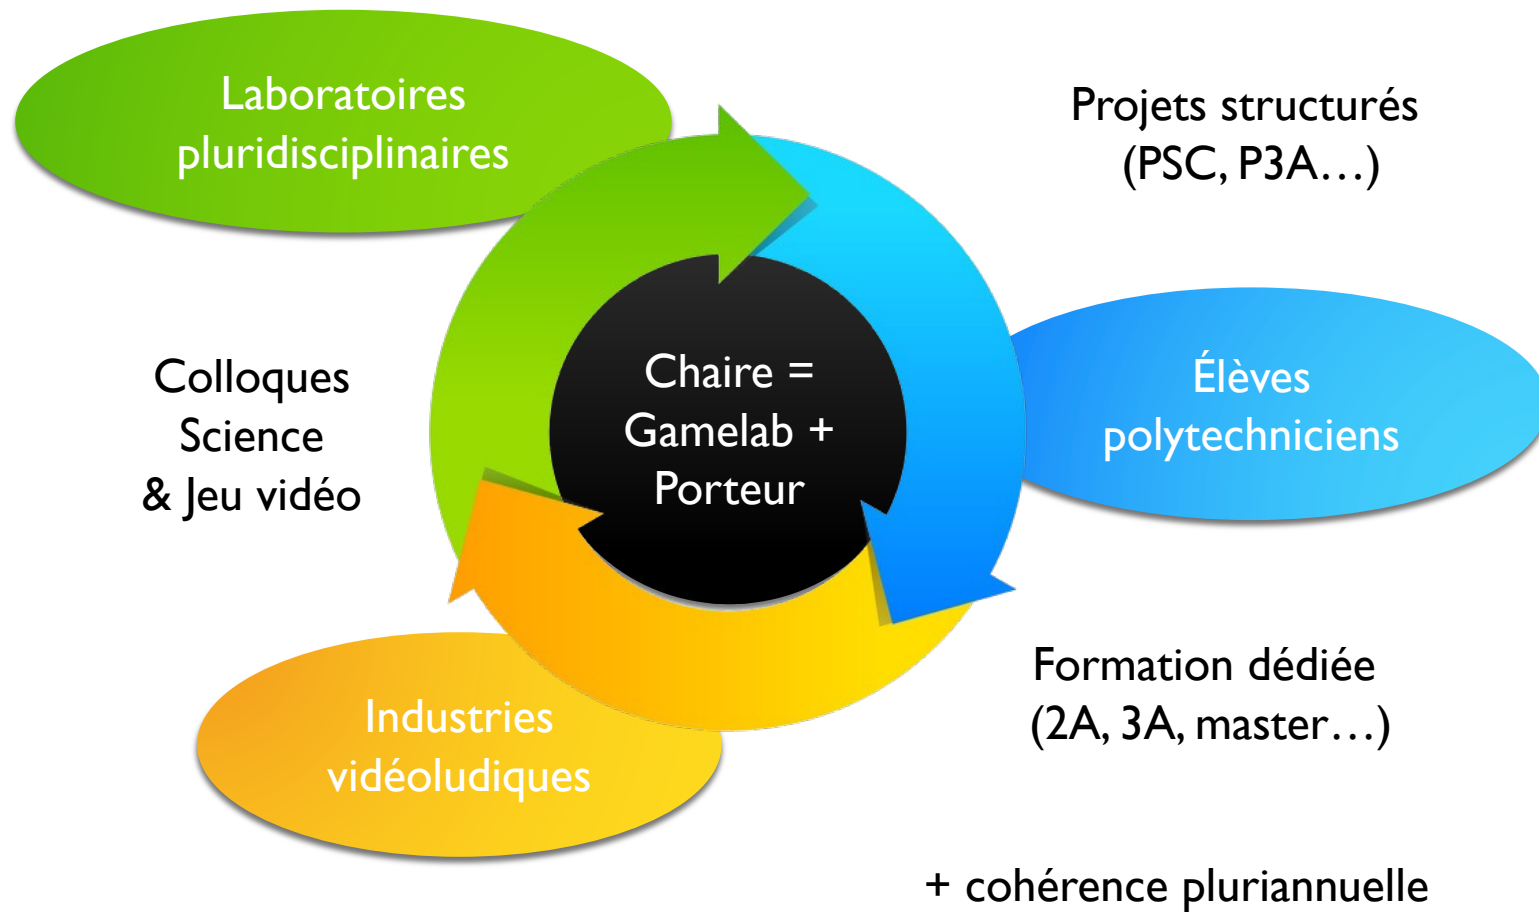 Laboratoires
pluridisciplinaires
Projets structurés
(PSC, P3A…)
Colloques
Science
& Jeu vidéo
Chaire =
Gamelab +
Porteur
Élèves
polytechniciens
Industries
vidéoludiques
Formation dédiée
(2A, 3A, master…)
+ cohérence pluriannuelle